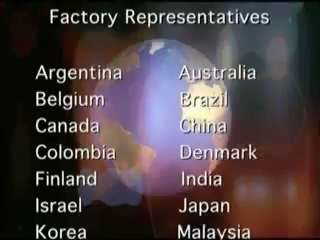 Factory Representatives
Argentina Australia
Belgium Brazil
Canada China
Colombia Denmark
Finland India
Israel Japan
Korea Malaysia